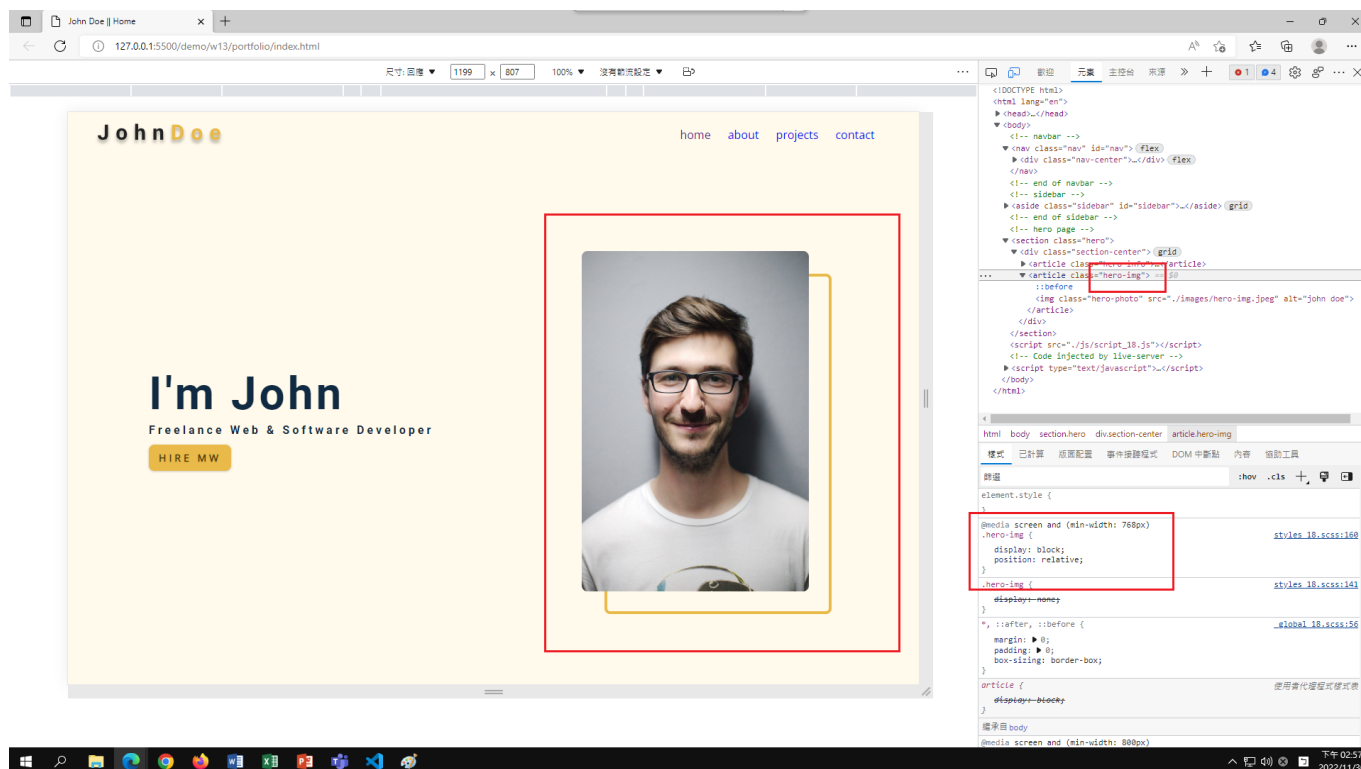 John Doe || Home
127.0.0.1:5500/demo/w13/portfolio/index.html
尺寸: 回應 ▼ 1199 x 807 100% ▼ 沒有節流設定 ▼
歡迎 元素 主控台 來源 1 4
JohnDoe
home about projects contact
I'm John
Freelance Web & Software Developer
HIRE MW
<!DOCTYPE html>
<html lang="en">
<head>…</head>
<body>
<!-- navbar -->
<nav class="nav" id="nav"> flex
<div class="nav-center">…</div> flex
</nav>
<!-- end of navbar -->
<!-- sidebar -->
<aside class="sidebar" id="sidebar">…</aside> grid
<!-- end of sidebar -->
<!-- hero page -->
<section class="hero">
<div class="section-center"> grid
<article class="hero-info">…</article>
<article class="hero-img"> == $0
::before
<img class="hero-photo" src="./images/hero-img.jpeg" alt="john doe">
</article>
</div>
</section>
<script src="./js/script_18.js"></script>
<!-- Code injected by live-server -->
<script type="text/javascript">…</script>
</body>
</html>
html body section.hero div.section-center article.hero-img
樣式 已計算 版面配置 事件接聽程式 DOM 中斷點 內容 協助工具
篩選 :hov .cls
element.style {
}
@media screen and (min-width: 768px)
.hero-img { styles_18.scss:160
display: block;
position: relative;
}
.hero-img { styles_18.scss:141
display: none;
}
*, ::after, ::before { _global_18.scss:56
margin: 0;
padding: 0;
box-sizing: border-box;
}
article { 使用者代理程式樣式表
display: block;
}
繼承自 body
@media screen and (min-width: 800px)
下午 02:57